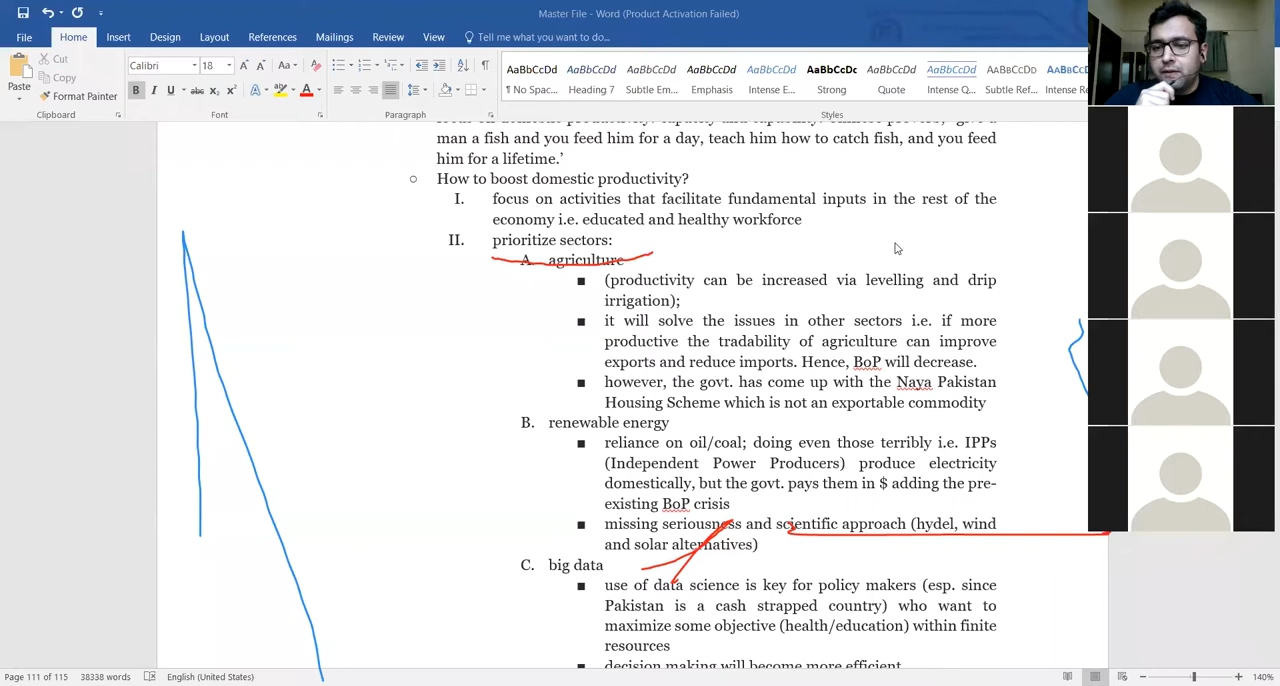 Master File - Word (Product Activation Failed)
File Home Insert Design Layout References Mailings Review View Tell me what you want to do...
Cut
Copy
Paste Format Painter
Calibri 18 A A Aa
B I U abc X₂ X² A A
AaBbCcDd AaBbCcDd AaBbCcDd AaBbCcDd AaBbCcDd AaBbCcDc AaBbCcDd AaBbCcDd AABBCCDD AABBC
¶ No Spac... Heading 7 Subtle Em... Emphasis Intense E... Strong Quote Intense Q... Subtle Ref... Intense Re
Clipboard Font Paragraph Styles
man a fish and you feed him for a day, teach him how to catch fish, and you feed
him for a lifetime.'
○ How to boost domestic productivity?
I. focus on activities that facilitate fundamental inputs in the rest of the
economy i.e. educated and healthy workforce
II. prioritize sectors:
A. agriculture
■ (productivity can be increased via levelling and drip
irrigation);
■ it will solve the issues in other sectors i.e. if more
productive the tradability of agriculture can improve
exports and reduce imports. Hence, BoP will decrease.
■ however, the govt. has come up with the Naya Pakistan
Housing Scheme which is not an exportable commodity
B. renewable energy
■ reliance on oil/coal; doing even those terribly i.e. IPPs
(Independent Power Producers) produce electricity
domestically, but the govt. pays them in $ adding the pre-
existing BoP crisis
■ missing seriousness and scientific approach (hydel, wind
and solar alternatives)
C. big data
■ use of data science is key for policy makers (esp. since
Pakistan is a cash strapped country) who want to
maximize some objective (health/education) within finite
resources
decision making will become more efficient
Page 111 of 115 38338 words English (United States) 140%